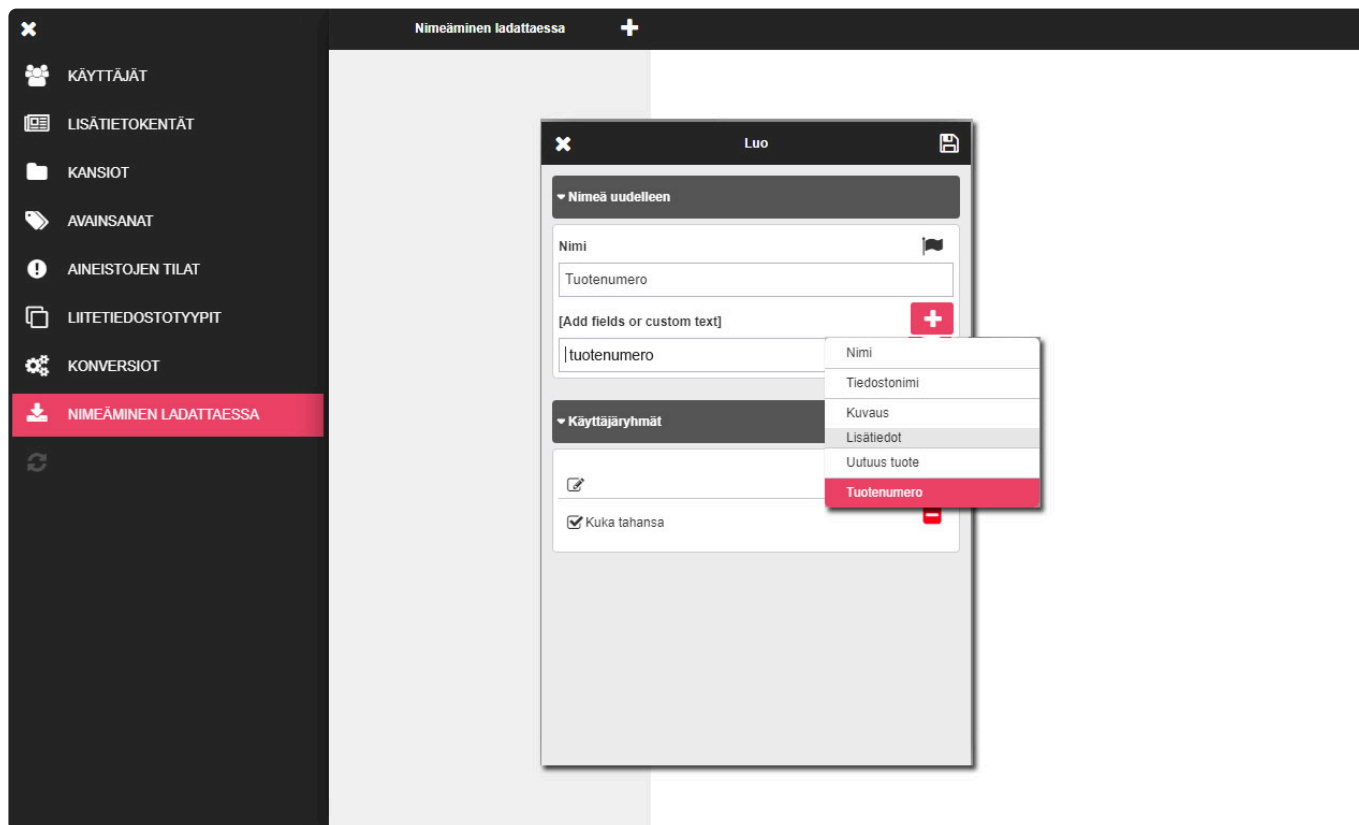 Nimeäminen ladattaessa
KÄYTTÄJÄT
LISÄTIETOKENTÄT
KANSIOT
AVAINSANAT
AINEISTOJEN TILAT
LIITETIEDOSTOTYYPIT
KONVERSIOT
NIMEÄMINEN LADATTAESSA
Luo
Nimeä uudelleen
Nimi
Tuotenumero
[Add fields or custom text]
tuotenumero
Nimi
Tiedostonimi
Kuvaus
Lisätiedot
Uutuus tuote
Tuotenumero
Käyttäjäryhmät
Kuka tahansa